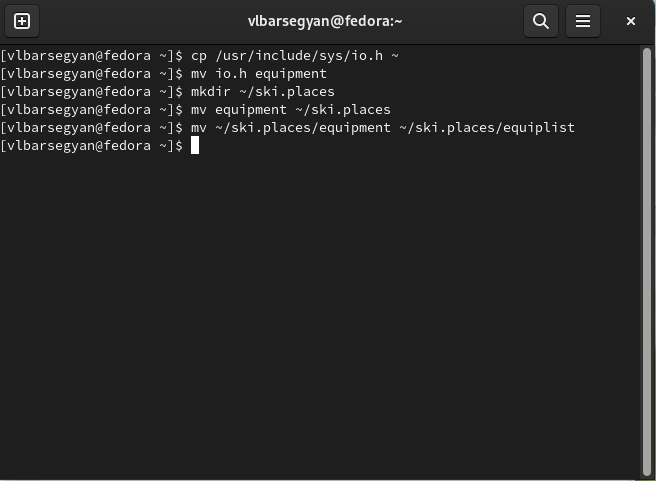 vlbarsegyan@fedora:~
[vlbarsegyan@fedora ~]$ cp /usr/include/sys/io.h ~
[vlbarsegyan@fedora ~]$ mv io.h equipment
[vlbarsegyan@fedora ~]$ mkdir ~/ski.places
[vlbarsegyan@fedora ~]$ mv equipment ~/ski.places
[vlbarsegyan@fedora ~]$ mv ~/ski.places/equipment ~/ski.places/equiplist
[vlbarsegyan@fedora ~]$